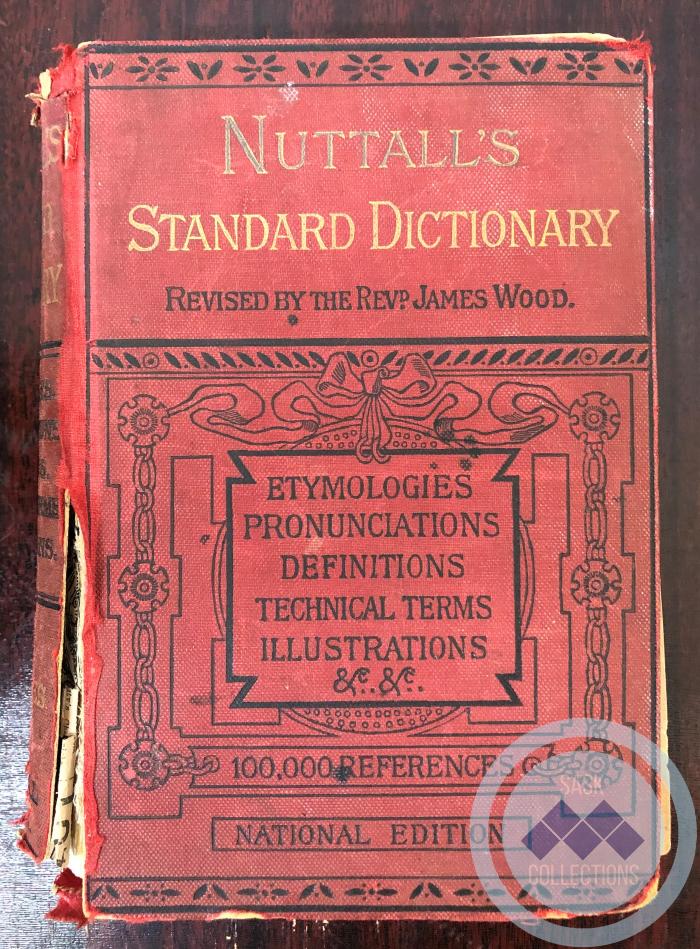 NUTTALL'S
STANDARD DICTIONARY
REVISED BY THE REVD. JAMES WOOD.
ETYMOLOGIES
PRONUNCIATIONS
DEFINITIONS
TECHNICAL TERMS
ILLUSTRATIONS
&c..&c..
100,000 REFERENCES
NATIONAL EDITION
SASK
COLLECTIONS